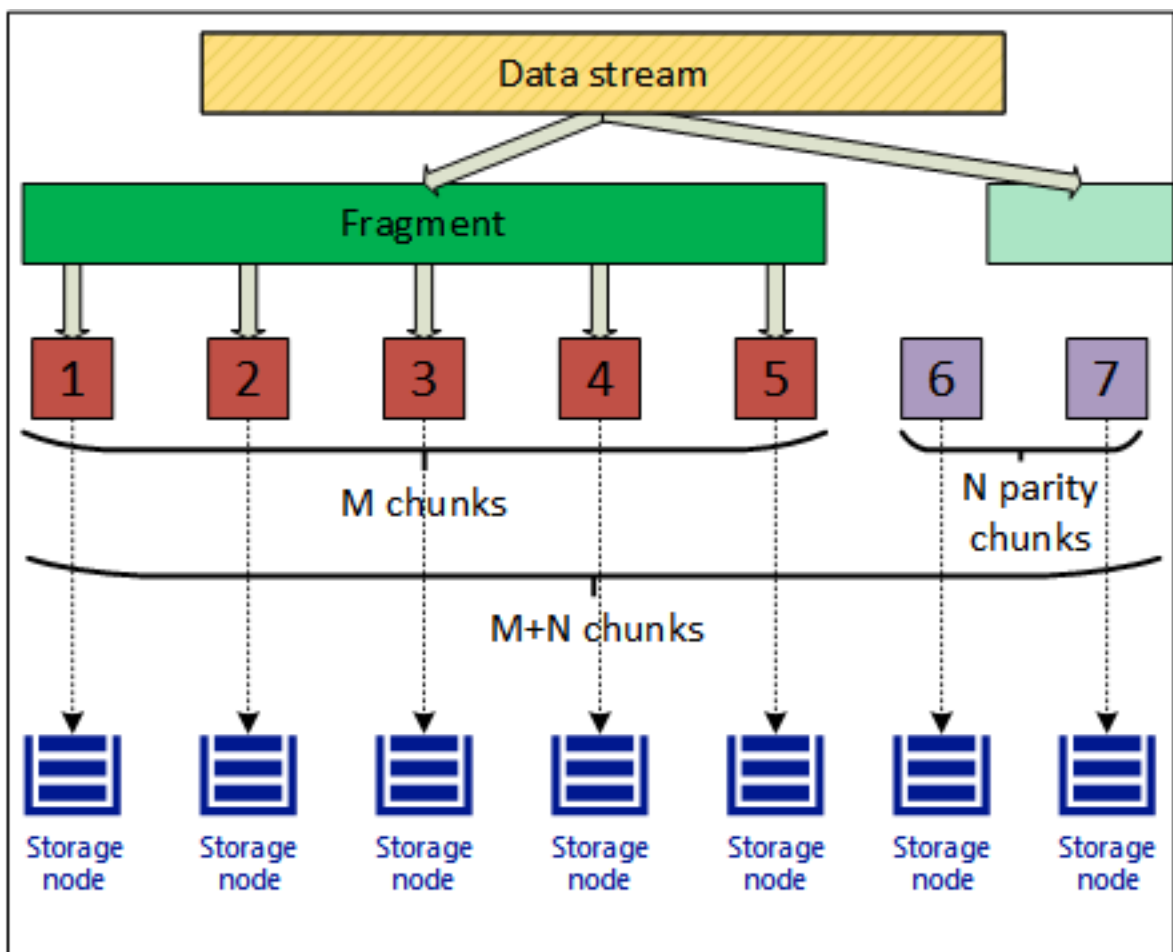 Data stream
Fragment
1 2 3 4 5 6 7
M chunks
N parity
chunks
M+N chunks
Storage Storage Storage Storage Storage Storage Storage
node node node node node node node